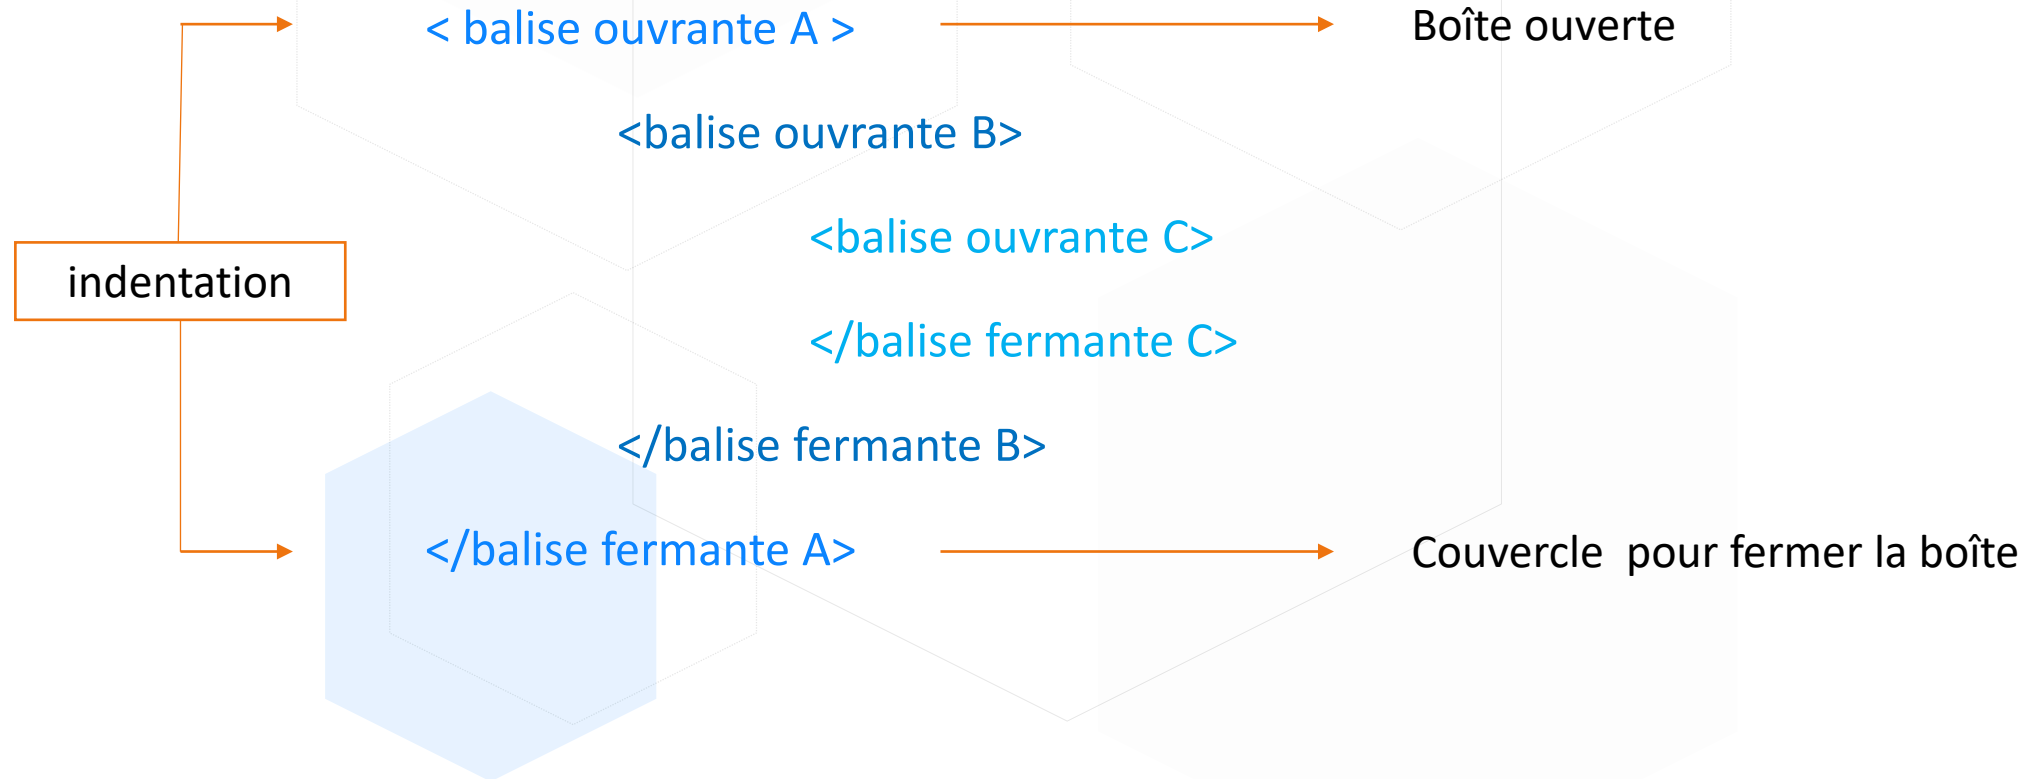 < balise ouvrante A >
Boîte ouverte
<balise ouvrante B>
<balise ouvrante C>
indentation
</balise fermante C>
</balise fermante B>
</balise fermante A>
Couvercle  pour fermer la boîte